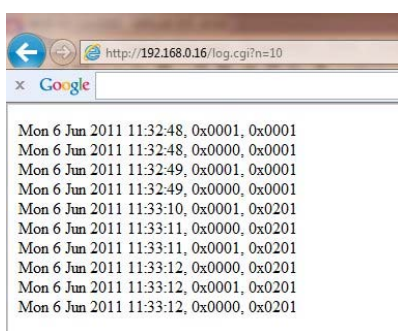 http://192.168.0.16/log.cgi?n=10
x Google
Mon 6 Jun 2011 11:32:48, 0x0001, 0x0001
Mon 6 Jun 2011 11:32:48, 0x0000, 0x0001
Mon 6 Jun 2011 11:32:49, 0x0001, 0x0001
Mon 6 Jun 2011 11:32:49, 0x0000, 0x0001
Mon 6 Jun 2011 11:33:10, 0x0001, 0x0201
Mon 6 Jun 2011 11:33:11, 0x0000, 0x0201
Mon 6 Jun 2011 11:33:11, 0x0001, 0x0201
Mon 6 Jun 2011 11:33:12, 0x0000, 0x0201
Mon 6 Jun 2011 11:33:12, 0x0001, 0x0201
Mon 6 Jun 2011 11:33:12, 0x0000, 0x0201